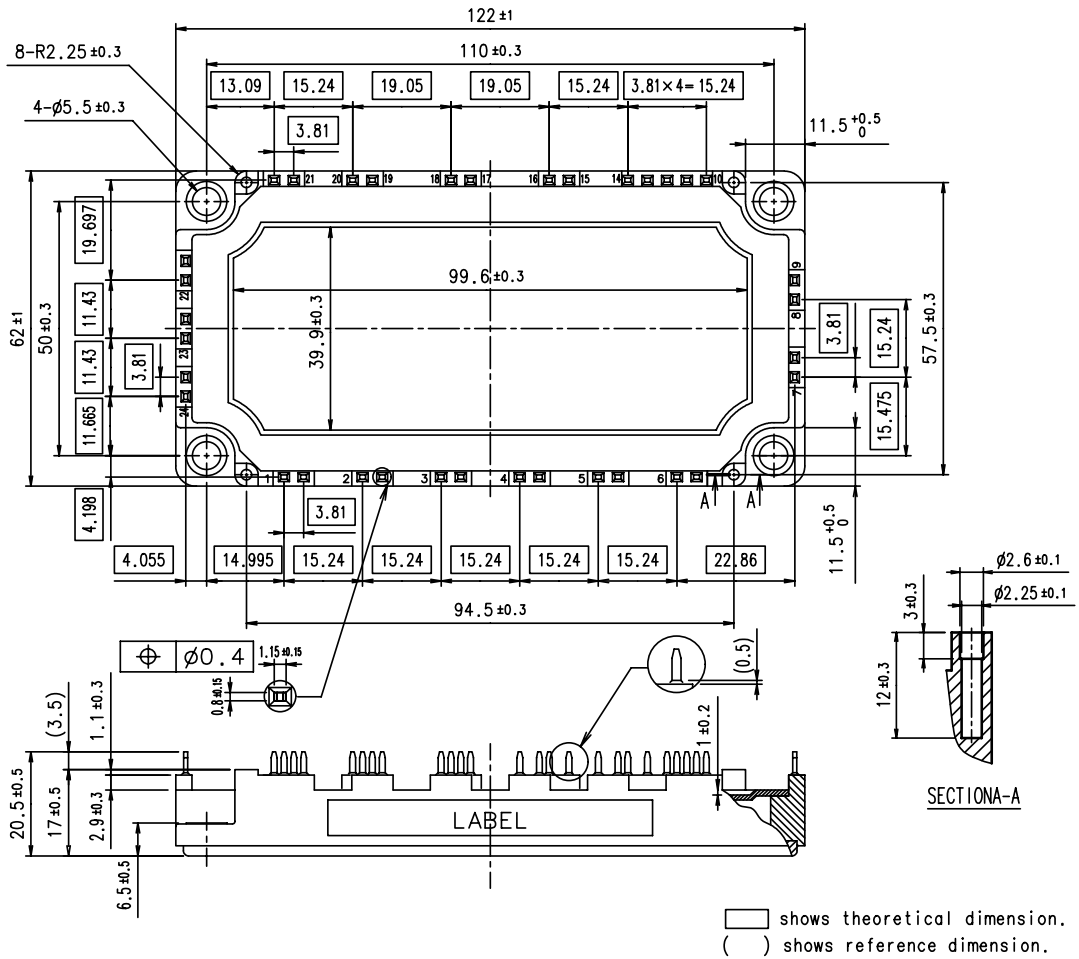 122 ±1
8-R2.25 ±0.3
110 ±0.3
13.09 15.24 19.05 19.05 15.24 3.81×4= 15.24
4-Ø5.5 ±0.3
3.81
11.5 +0.5 0
21 20 19 18 17 16 15 14 10
19.697
11.43
11.43
3.81
11.665
4.198
62 ±1
50 ±0.3
22
23
24
99.6 ±0.3
39.9 ±0.3
9
8
7
3.81
15.24
15.475
57.5 ±0.3
1 2 3 4 5 6
A A
3.81
11.5 +0.5 0
4.055 14.995 15.24 15.24 15.24 15.24 15.24 22.86
94.5 ±0.3
Ø2.6 ±0.1
Ø2.25 ±0.1
3 ±0.3
12 ±0.3
SECTIONA-A
⌖ Ø0.4
1.15 ±0.15
0.8 ±0.15
(0.5)
(3.5)
1.1 ±0.3
1 ±0.2
20.5 ±0.5
17 ±0.5
2.9 ±0.3
6.5 ±0.5
LABEL
shows theoretical dimension.
( ) shows reference dimension.